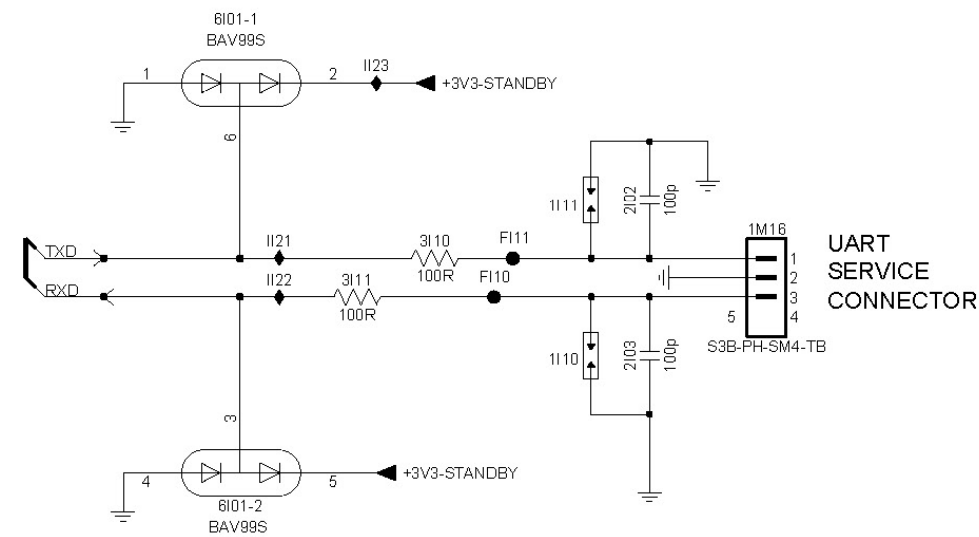 6I01-1
BAV99S
1
2
II23
+3V3-STANDBY
6
1I11
2I02
100p
1M16
TXD
II21
3I10
100R
FI11
1
UART
SERVICE
CONNECTOR
2
RXD
II22
3I11
100R
FI10
3
5
4
S3B-PH-SM4-TB
1I10
2I03
100p
3
4
5
+3V3-STANDBY
6I01-2
BAV99S